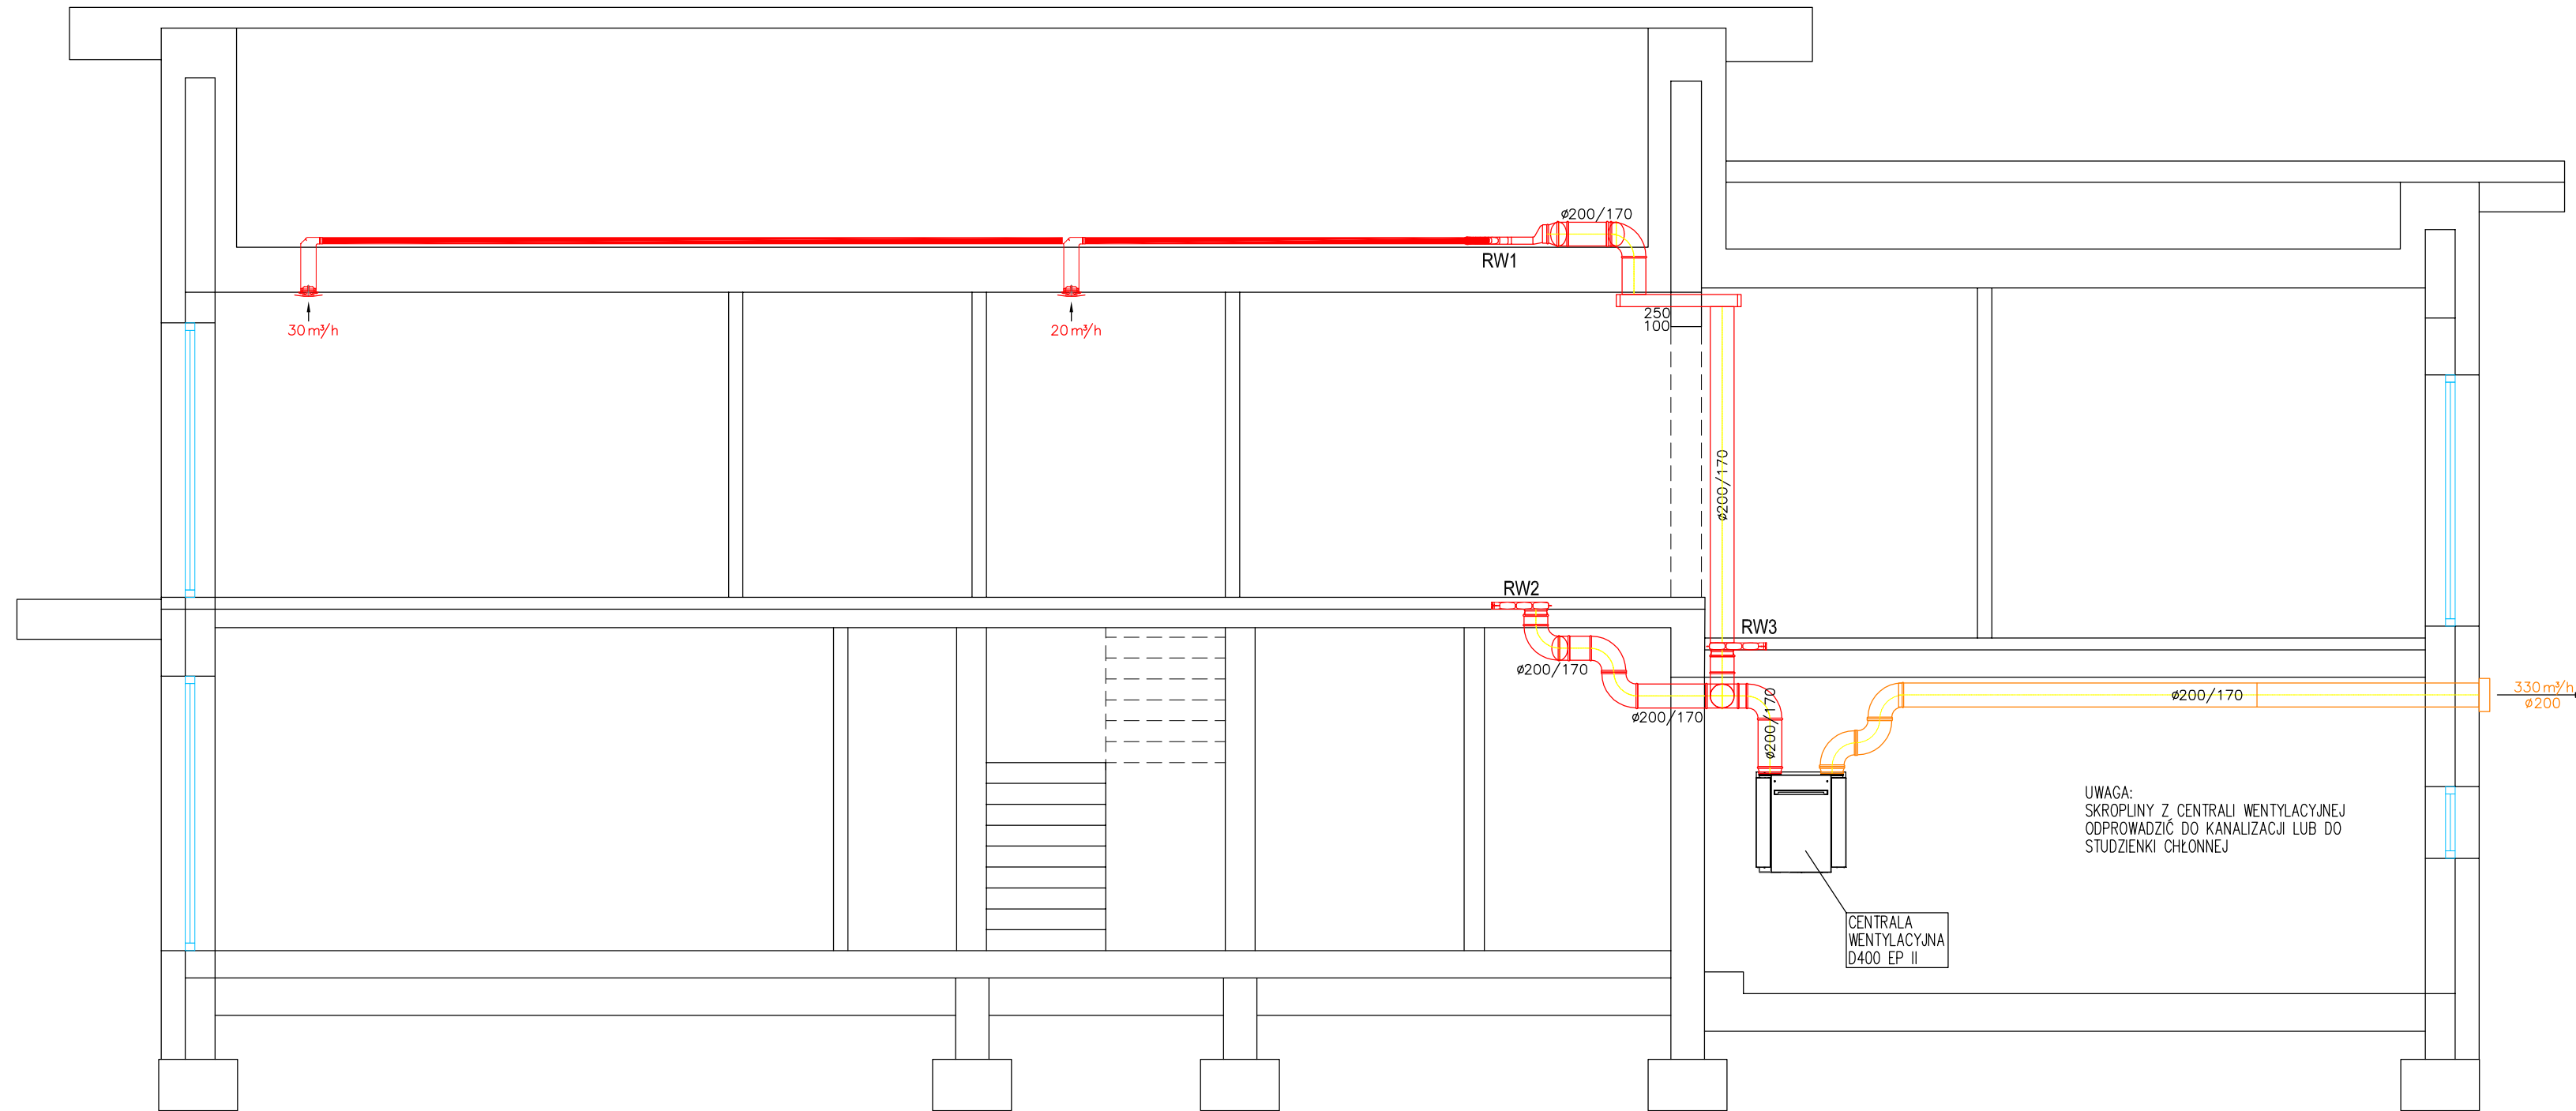 ø200/170
RW1
30 m³/h
20 m³/h
250
100
ø200/170
RW2
RW3
ø200/170
ø200/170
ø200/170
ø200/170
330 m³/h
ø200
UWAGA:
SKROPLINY Z CENTRALI WENTYLACYJNEJ
ODPROWADZIĆ DO KANALIZACJI LUB DO
STUDZIENKI CHŁONNEJ
CENTRALA
WENTYLACYJNA
D400 EP II